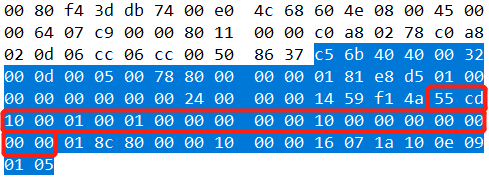 00 80 f4 3d db 74 00 e0 4c 68 60 4e 08 00 45 00
00 64 07 c9 00 00 80 11 00 00 c0 a8 02 78 c0 a8
02 0d 06 cc 06 cc 00 50 86 37 c5 6b 40 40 00 32
00 0d 00 05 00 78 80 00 00 00 01 81 e8 d5 01 00
00 00 00 00 00 00 24 00 00 00 14 59 f1 4a 55 cd
10 00 01 00 01 00 00 00 00 00 10 00 00 00 00 00
00 00 01 8c 80 00 00 10 00 00 16 07 1a 10 0e 09
01 05